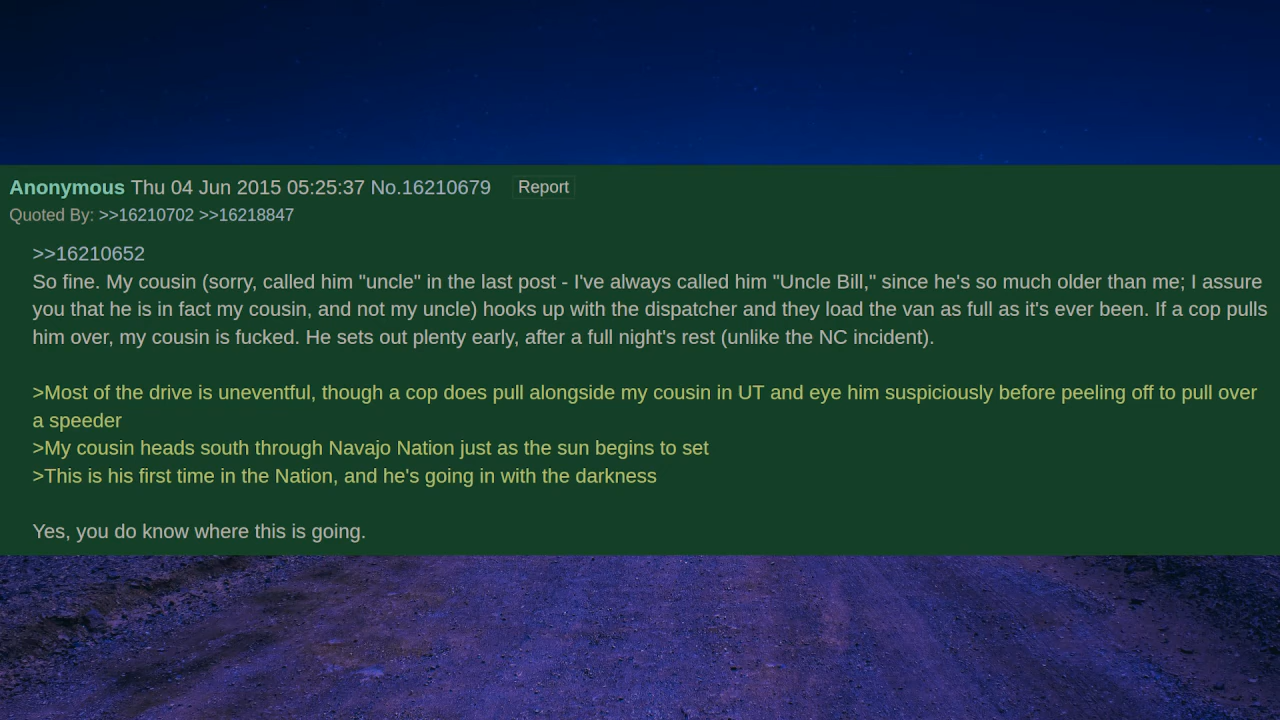 Anonymous Thu 04 Jun 2015 05:25:37 No.16210679 Report
Quoted By: >>16210702 >>16218847
>>16210652
So fine. My cousin (sorry, called him "uncle" in the last post - I've always called him "Uncle Bill," since he's so much older than me; I assure
you that he is in fact my cousin, and not my uncle) hooks up with the dispatcher and they load the van as full as it's ever been. If a cop pulls
him over, my cousin is fucked. He sets out plenty early, after a full night's rest (unlike the NC incident).
>Most of the drive is uneventful, though a cop does pull alongside my cousin in UT and eye him suspiciously before peeling off to pull over
a speeder
>My cousin heads south through Navajo Nation just as the sun begins to set
>This is his first time in the Nation, and he's going in with the darkness
Yes, you do know where this is going.